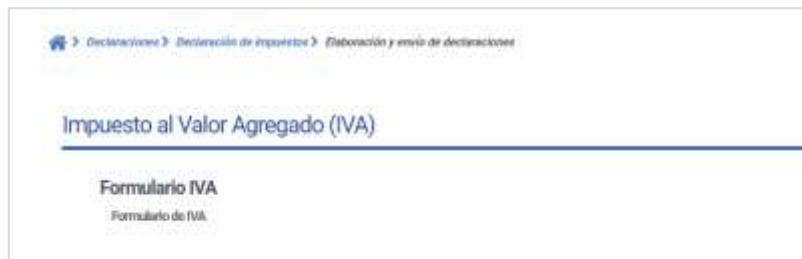 > Declaraciones > Declaración de impuestos > Elaboración y envío de declaraciones
Impuesto al Valor Agregado (IVA)
Formulario IVA
Formulario de IVA